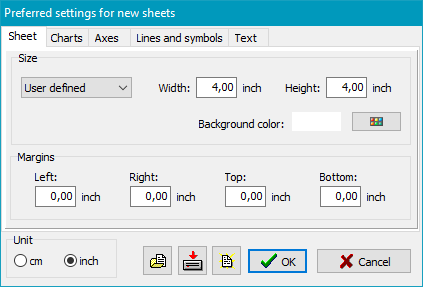 Preferred settings for new sheets
Sheet Charts Axes Lines and symbols Text
Size
User defined Width: 4,00 inch Height: 4,00 inch
Background color:
Margins
Left: Right: Top: Bottom:
0,00 inch 0,00 inch 0,00 inch 0,00 inch
Unit
cm inch OK Cancel